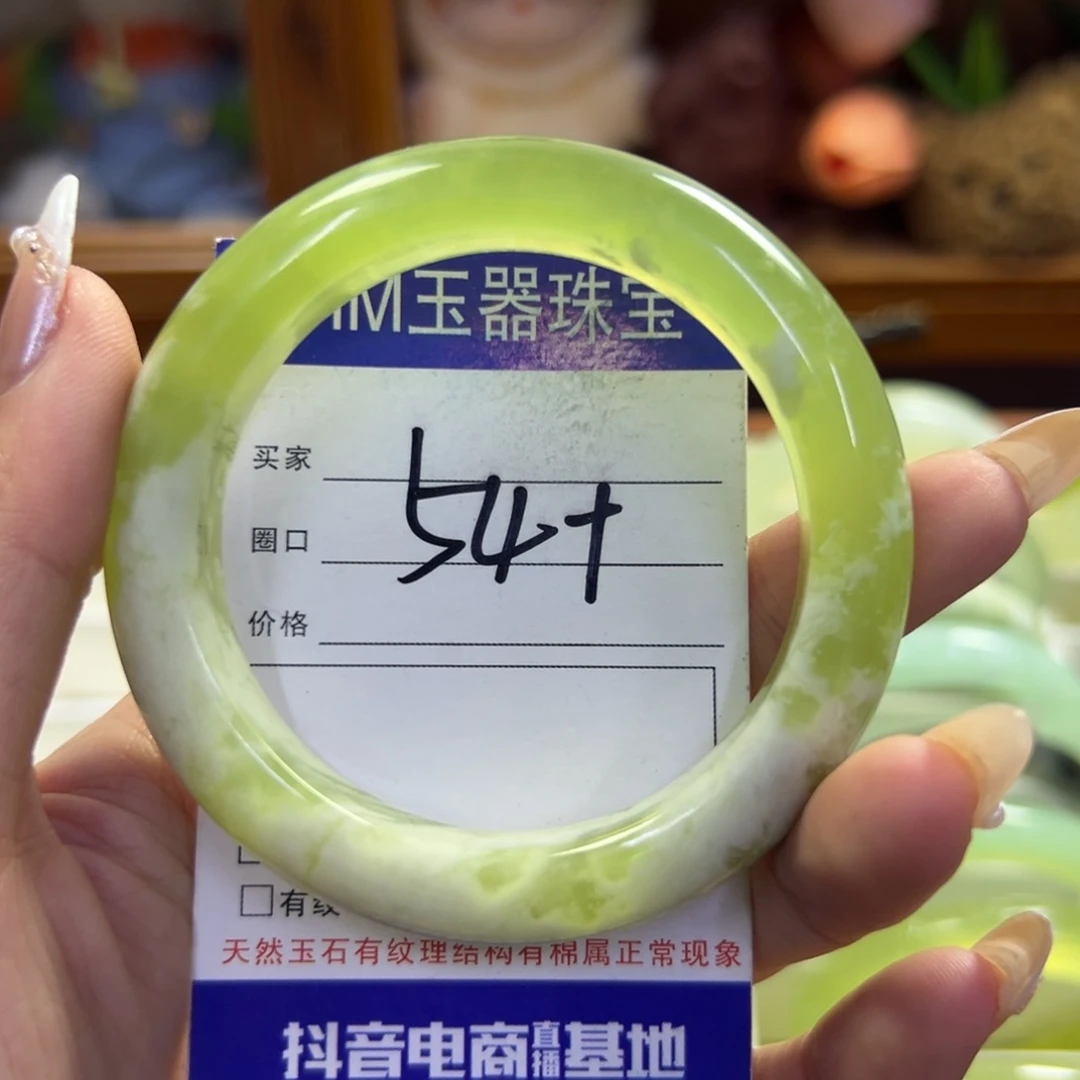 M玉器珠宝
买家
圈口 54+
价格
有纹
天然玉石有纹理结构有棉属正常现象
抖音电商直播基地